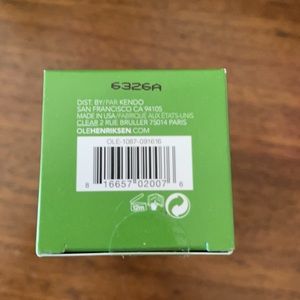 6326A
DIST. BY/PAR KENDO
SAN FRANCISCO CA 94105
MADE IN USA/FABRIQUÉ AUX ÉTATS-UNIS
CLEAR 2 RUE BRULLER 75014 PARIS
OLEHENRIKSEN.COM
OLE-1087-091616
8 16657 02007 6
12M